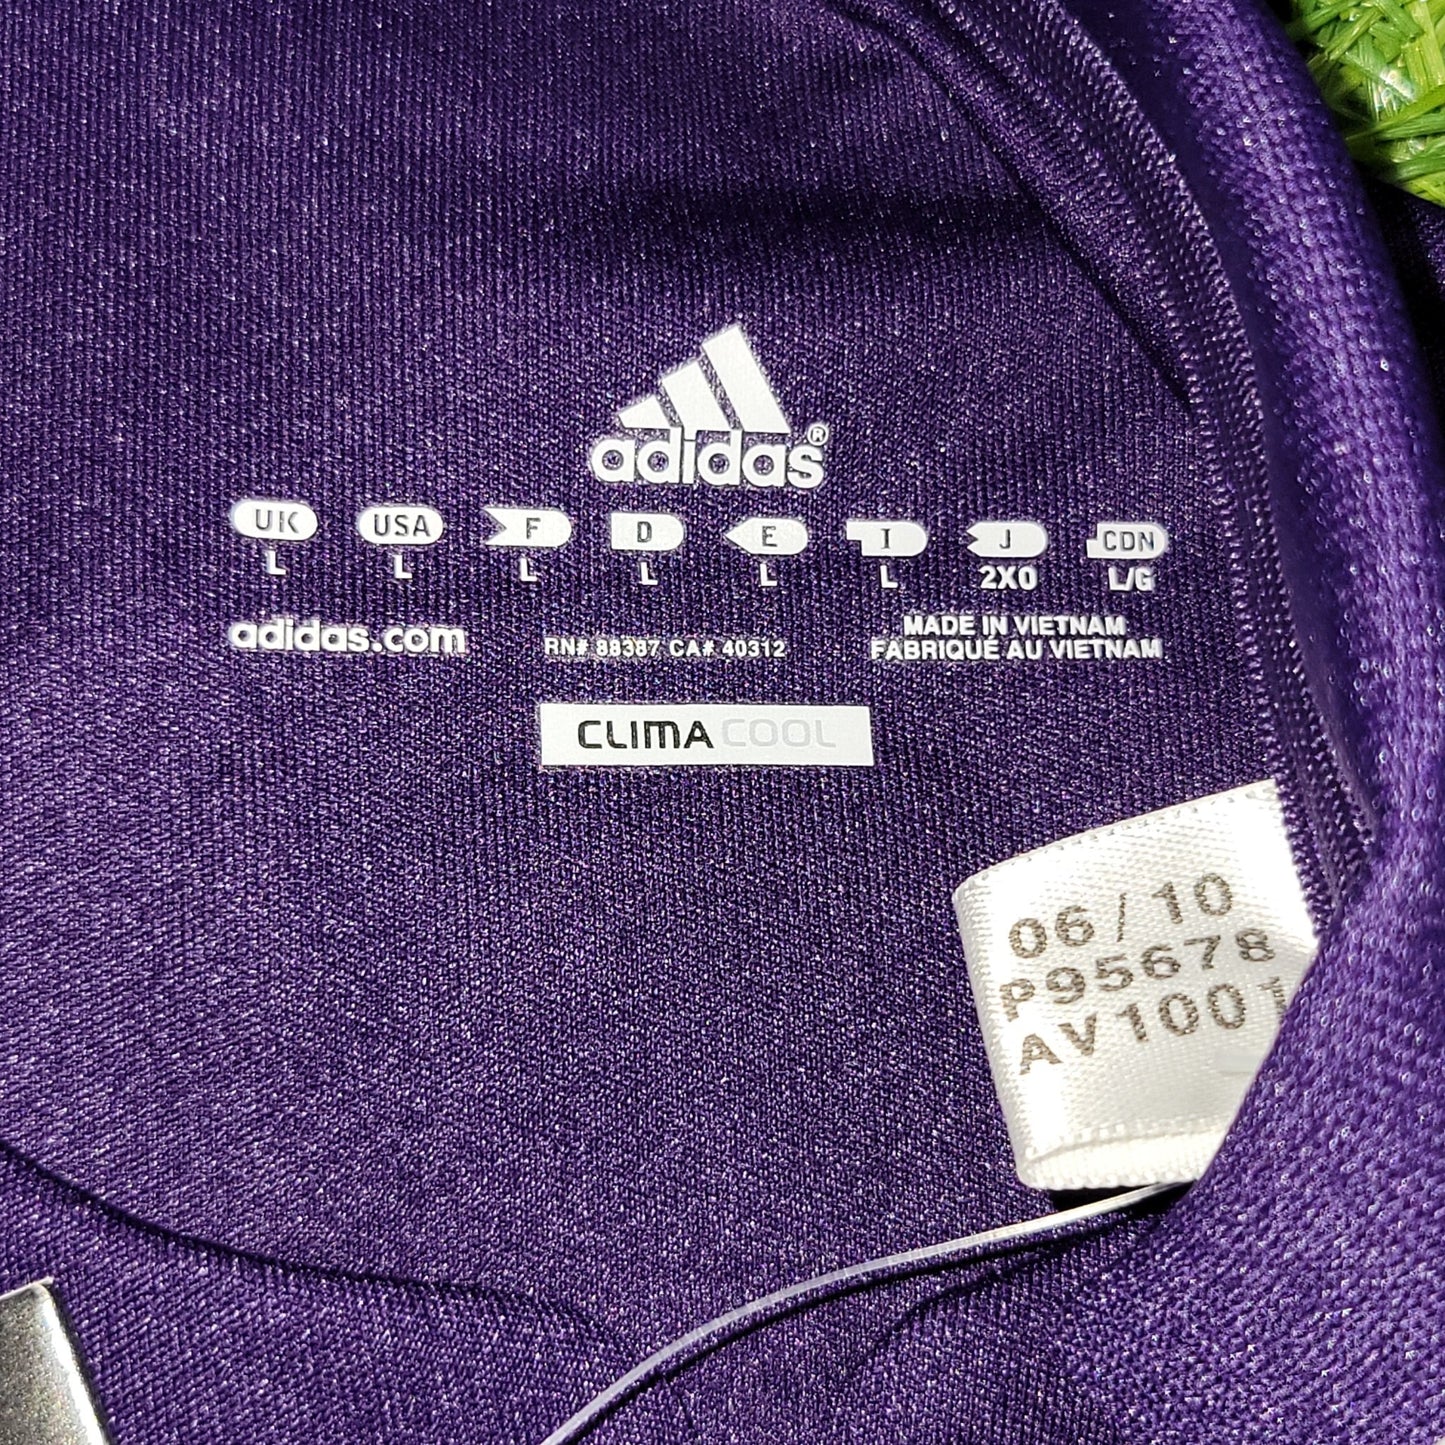 adidas®
UK USA F D E I J CDN
L L L L L L 2XO L/G
adidas.com RN# 88387 CA# 40312 MADE IN VIETNAM
FABRIQUÉ AU VIETNAM
CLIMACOOL
06/10
P95678
AV1001